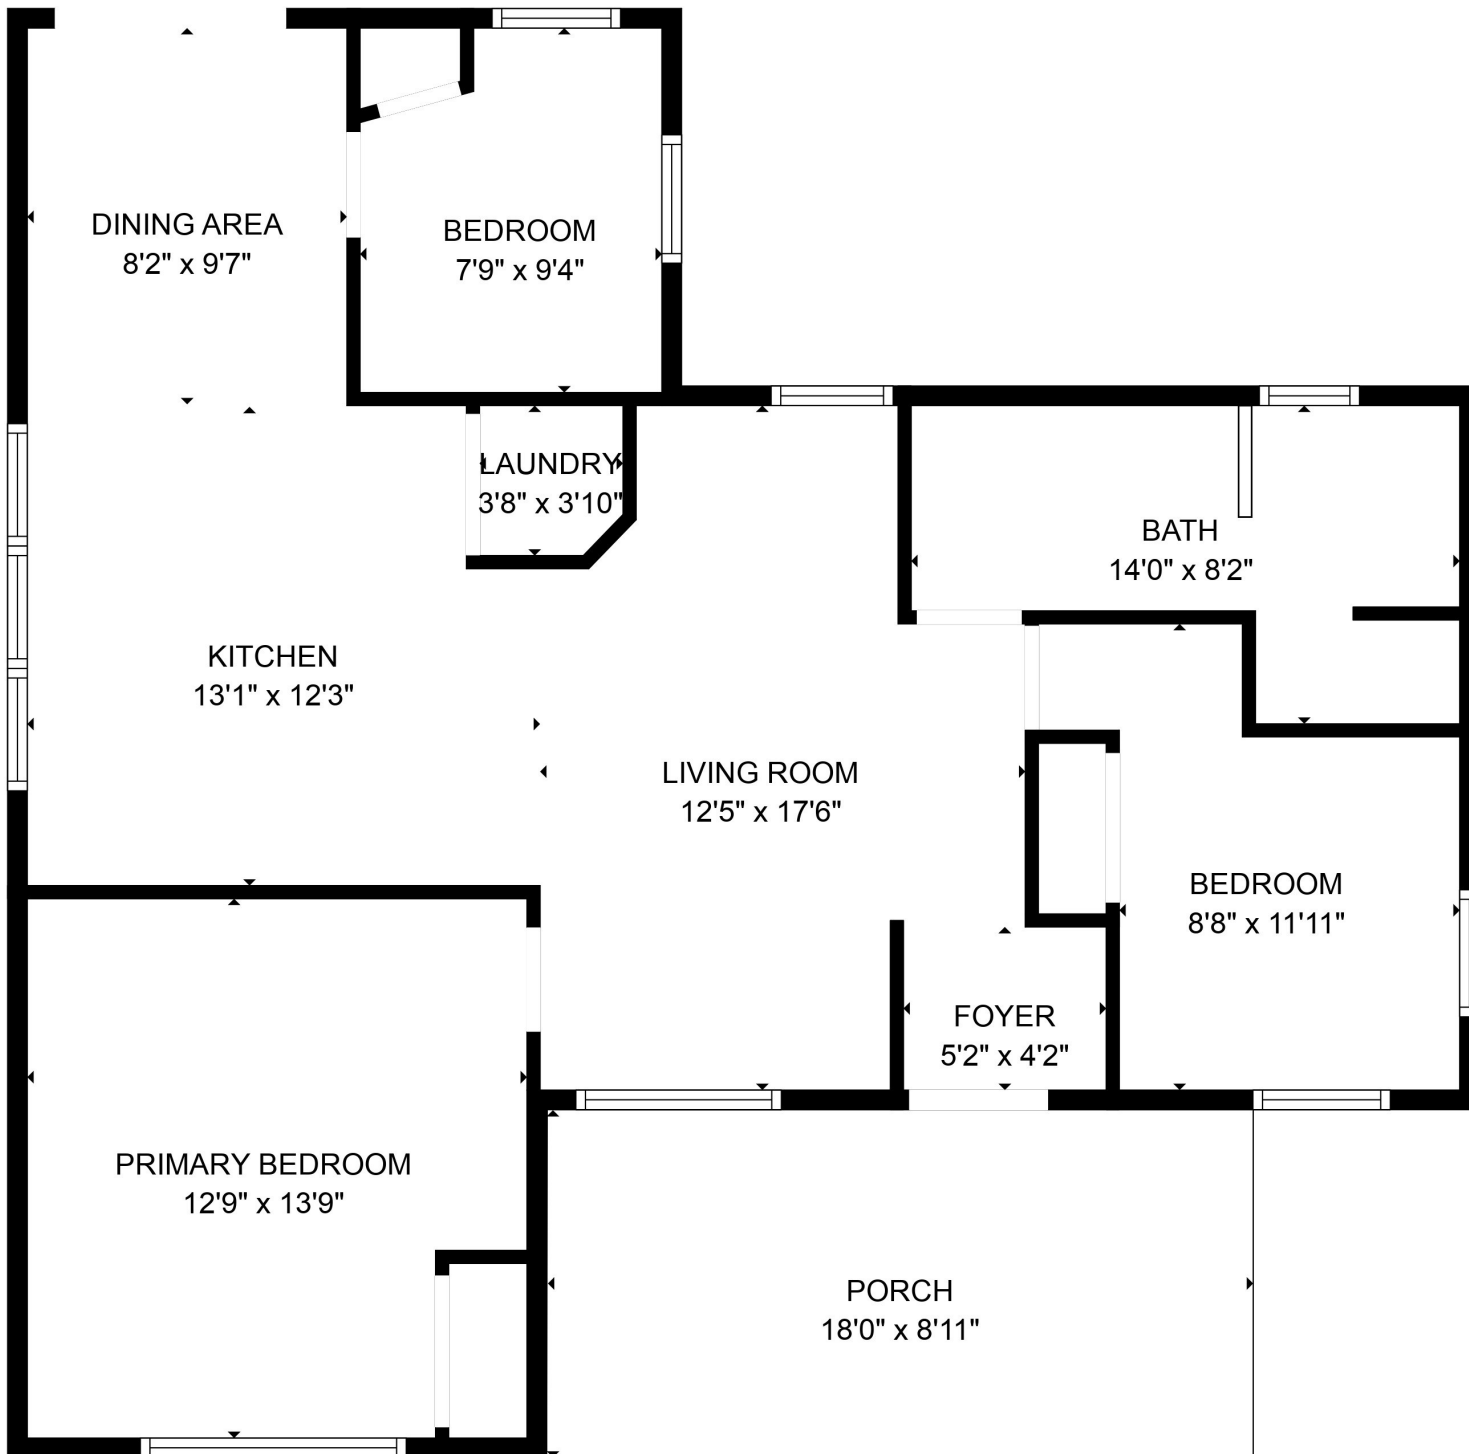 DINING AREA
8'2" x 9'7"
BEDROOM
7'9" x 9'4"
LAUNDRY
3'8" x 3'10"
BATH
14'0" x 8'2"
KITCHEN
13'1" x 12'3"
LIVING ROOM
12'5" x 17'6"
BEDROOM
8'8" x 11'11"
FOYER
5'2" x 4'2"
PRIMARY BEDROOM
12'9" x 13'9"
PORCH
18'0" x 8'11"